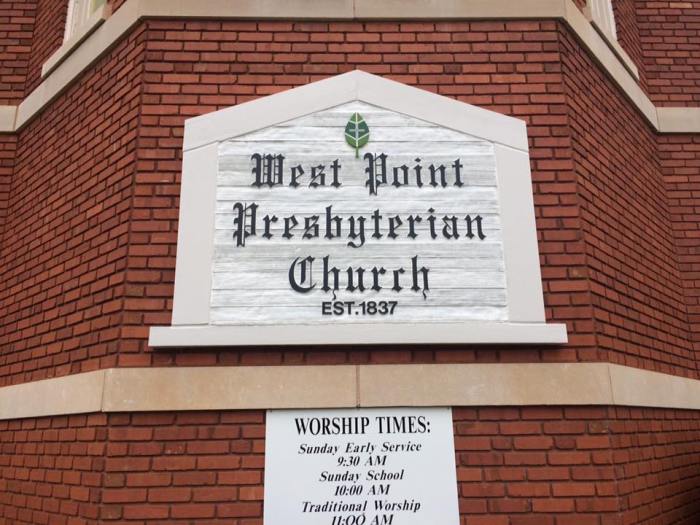 West Point
Presbyterian
Church
EST.1837
WORSHIP TIMES:
Sunday Early Service
9:30 AM
Sunday School
10:00 AM
Traditional Worship
11:00 AM